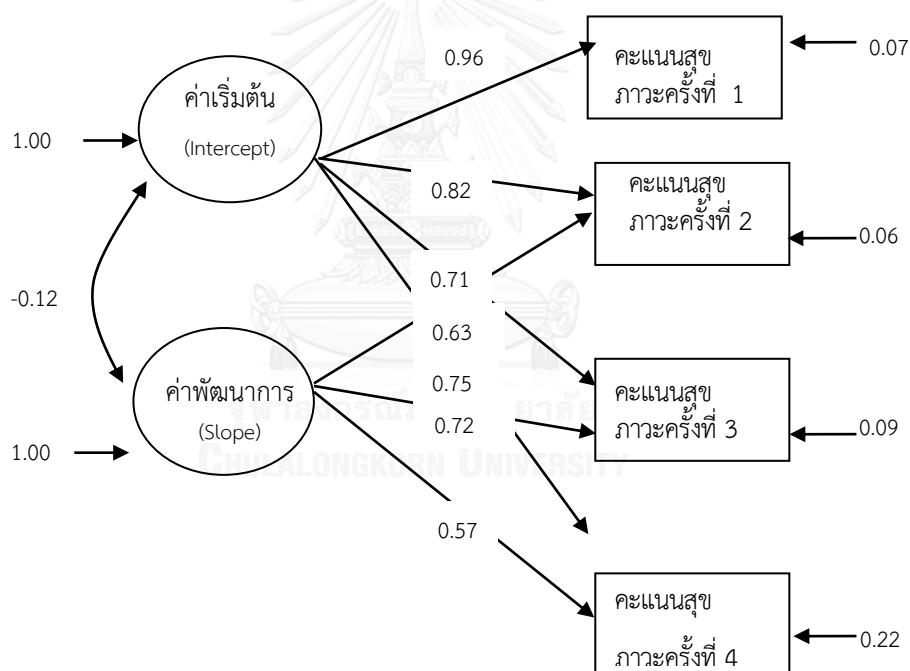 0.96
คะแนนสุข
ภาวะครั้งที่ 1
0.07
ค่าเริ่มต้น
(Intercept)
1.00
0.82
คะแนนสุข
ภาวะครั้งที่ 2
0.06
-0.12
0.71
0.63
ค่าพัฒนาการ
(Slope)
1.00
0.75
0.72
คะแนนสุข
ภาวะครั้งที่ 3
0.09
CHULALONGKORN UNIVERSITY
0.57
คะแนนสุข
ภาวะครั้งที่ 4
0.22